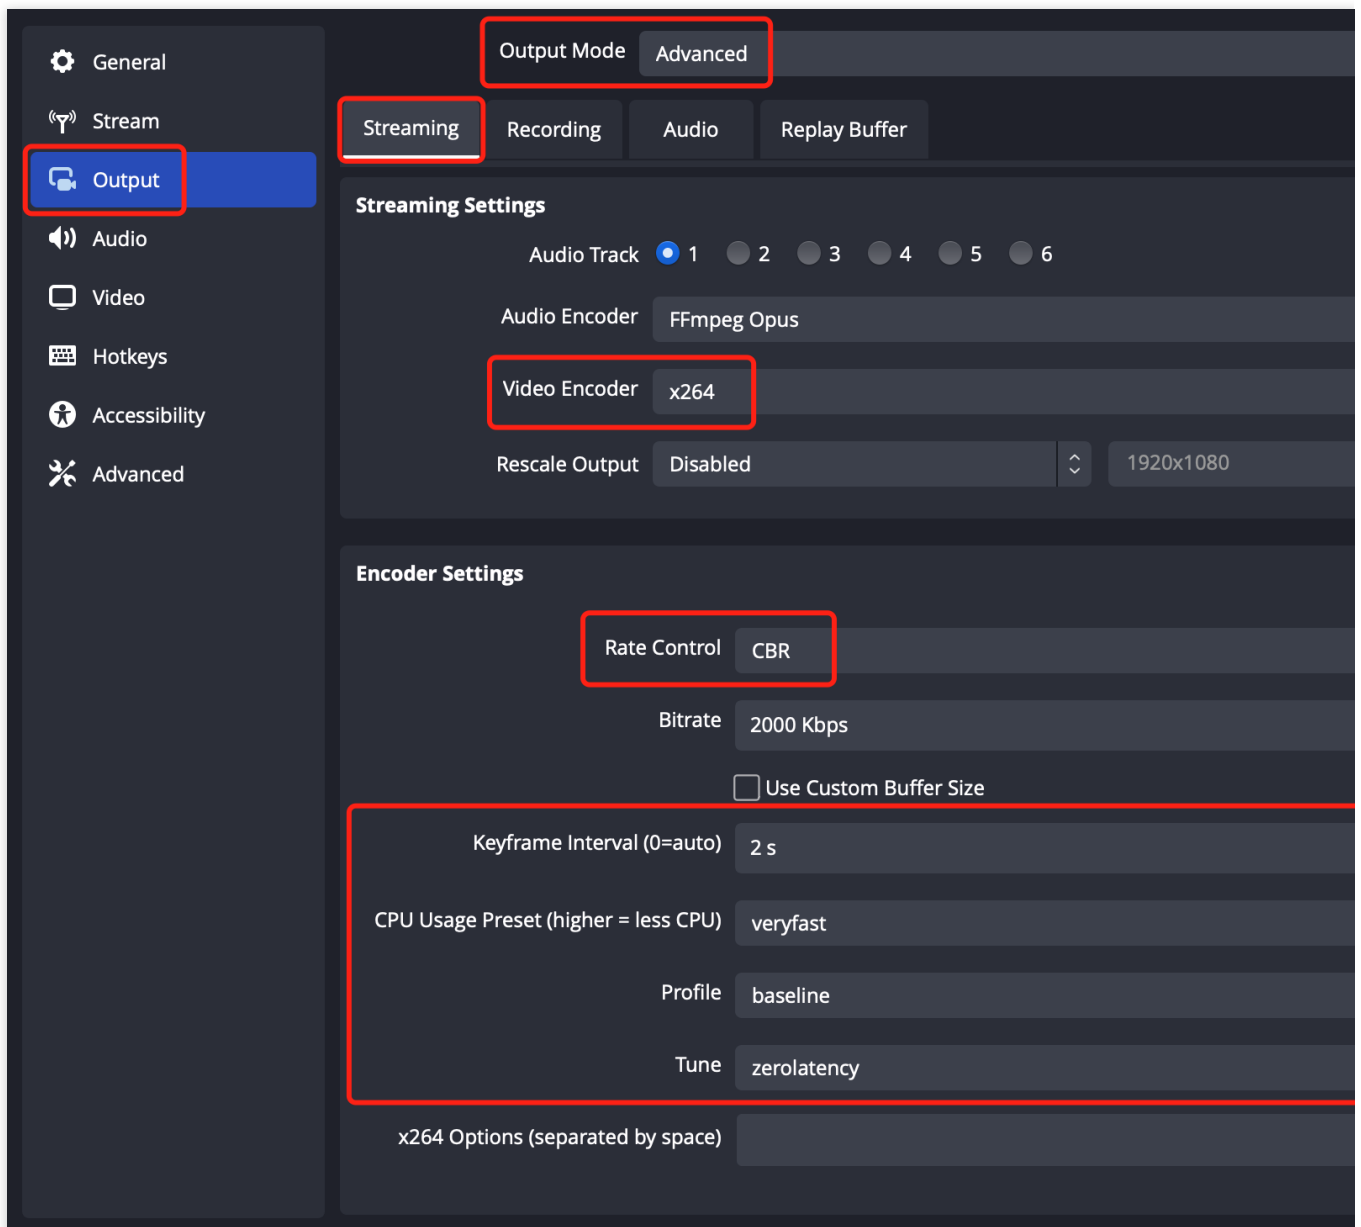 General
Stream
Output
Audio
Video
Hotkeys
Accessibility
Advanced
Output Mode Advanced
Streaming Recording Audio Replay Buffer
Streaming Settings
Audio Track 1 2 3 4 5 6
Audio Encoder FFmpeg Opus
Video Encoder x264
Rescale Output Disabled 1920x1080
Encoder Settings
Rate Control CBR
Bitrate 2000 Kbps
Use Custom Buffer Size
Keyframe Interval (0=auto) 2 s
CPU Usage Preset (higher = less CPU) veryfast
Profile baseline
Tune zerolatency
x264 Options (separated by space)